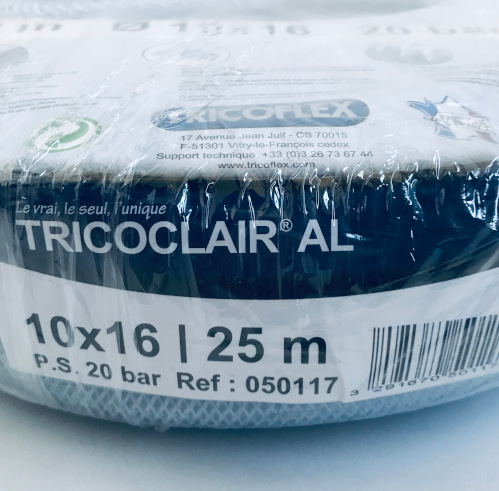 m Ø 10x16 20 bar
TRICOFLEX
17 Avenue Jean Juif - CS 70015
F-51301 Vitry-le-François cedex
Support technique +33 (0)3 26 73 67 44
www.tricoflex.com
Le vrai, le seul, l'unique
TRICOCLAIR® AL
10x16 | 25 m
P.S. 20 bar Ref : 050117